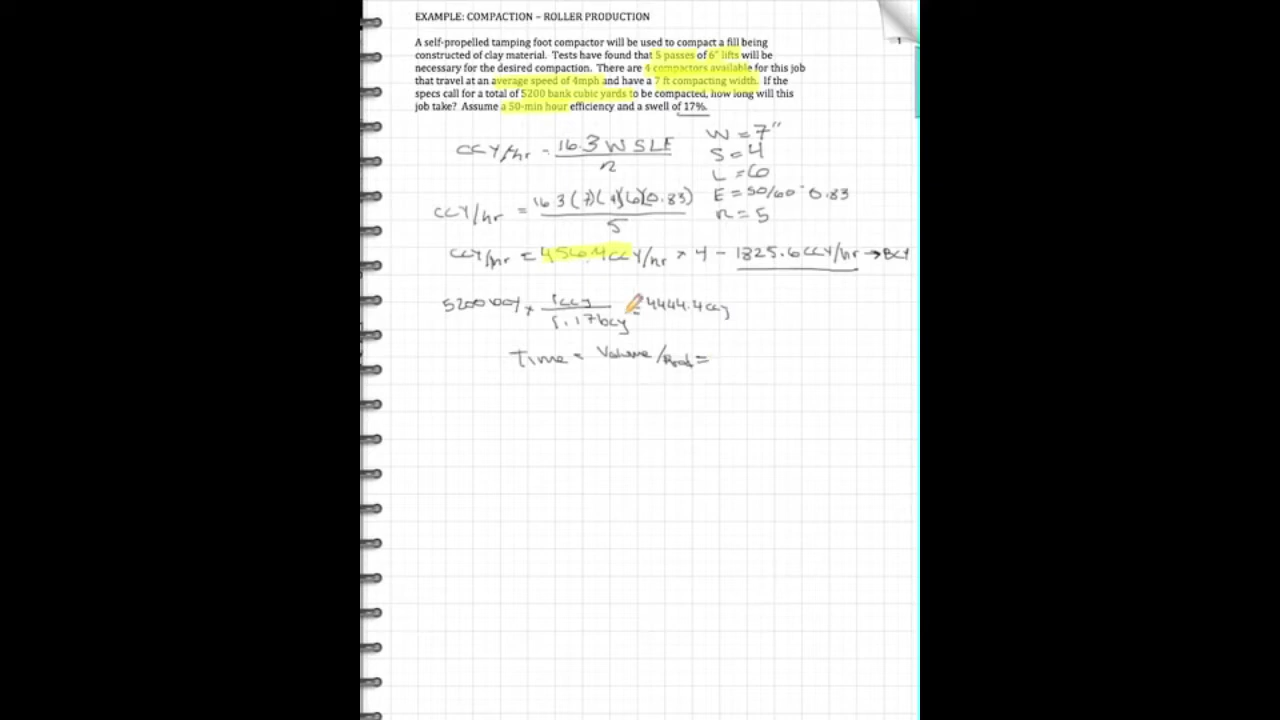 EXAMPLE: COMPACTION – ROLLER PRODUCTION
1
A self-propelled tamping foot compactor will be used to compact a fill being
constructed of clay material. Tests have found that 5 passes of 6" lifts will be
necessary for the desired compaction. There are 4 compactors available for this job
that travel at an average speed of 4mph and have a 7 ft compacting width. If the
specs call for a total of 5200 bank cubic yards to be compacted, how long will this
job take? Assume a 50-min hour efficiency and a swell of 17%.
CCY/hr = 16.3 W S L E / n
W = 7"
S = 4
L = 6
E = 50/60 = 0.83
n = 5
CCY/hr = 16.3(7)(4)(6)(0.83) / 5
CCY/hr = 456.4 CCY/hr × 4 = 1825.6 CCY/hr → BCY
5200 bcy × 1 ccy / 1.17 bcy = 4444.4 ccy
Time = Volume/Prod =